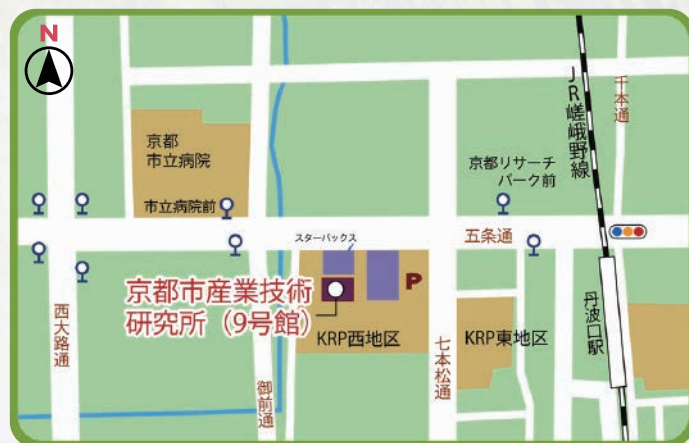 N
京都
市立病院
市立病院前
京都リサーチ
パーク前
JR嵯峨野線
千本通
スターバックス
五条通
P
京都市産業技術
研究所（9号館）
KRP西地区
KRP東地区
西大路通
御前通
七本松通
丹波口駅